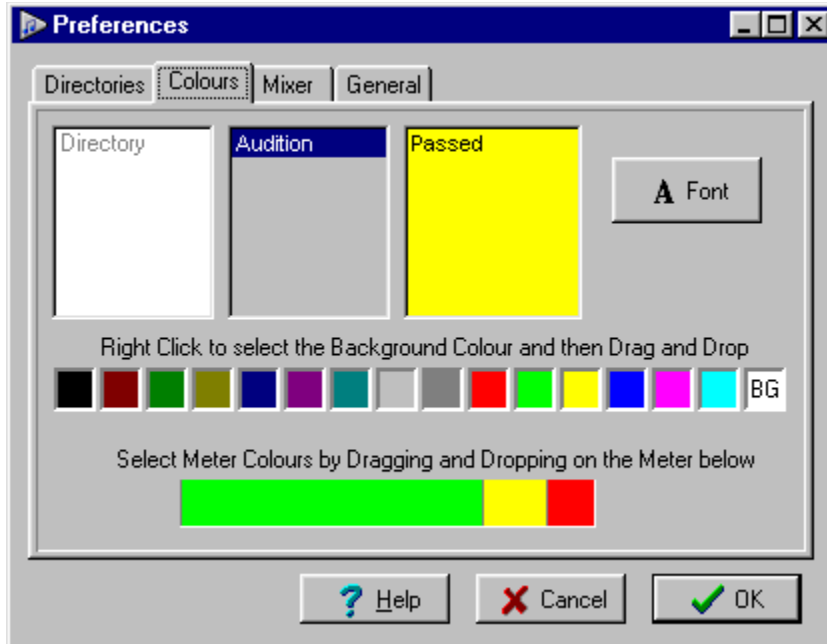 Preferences
Directories Colours Mixer General
Directory Audition Passed
A Font
Right Click to select the Background Colour and then Drag and Drop
BG
Select Meter Colours by Dragging and Dropping on the Meter below
? Help X Cancel OK